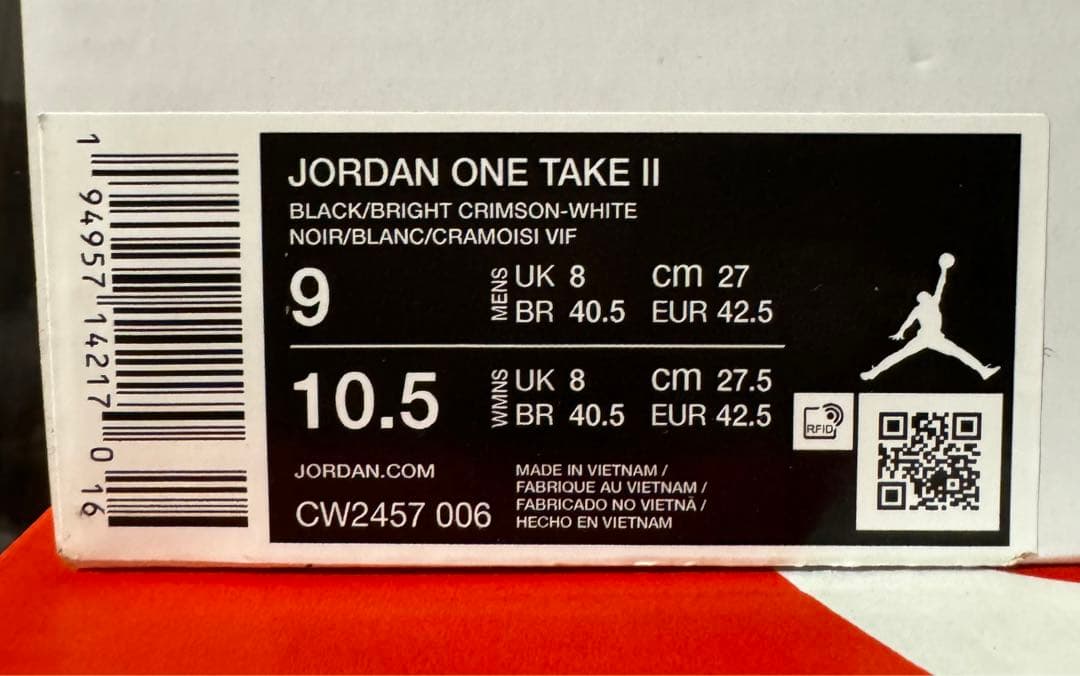 JORDAN ONE TAKE II
BLACK/BRIGHT CRIMSON-WHITE
NOIR/BLANC/CRAMOISI VIF
9 MENS UK 8 cm 27
BR 40.5 EUR 42.5
10.5 WMNS UK 8 cm 27.5
BR 40.5 EUR 42.5
RFID
JORDAN.COM
CW2457 006
MADE IN VIETNAM /
FABRIQUE AU VIETNAM /
FABRICADO NO VIETNÃ /
HECHO EN VIETNAM
1 94957 14217 0 16